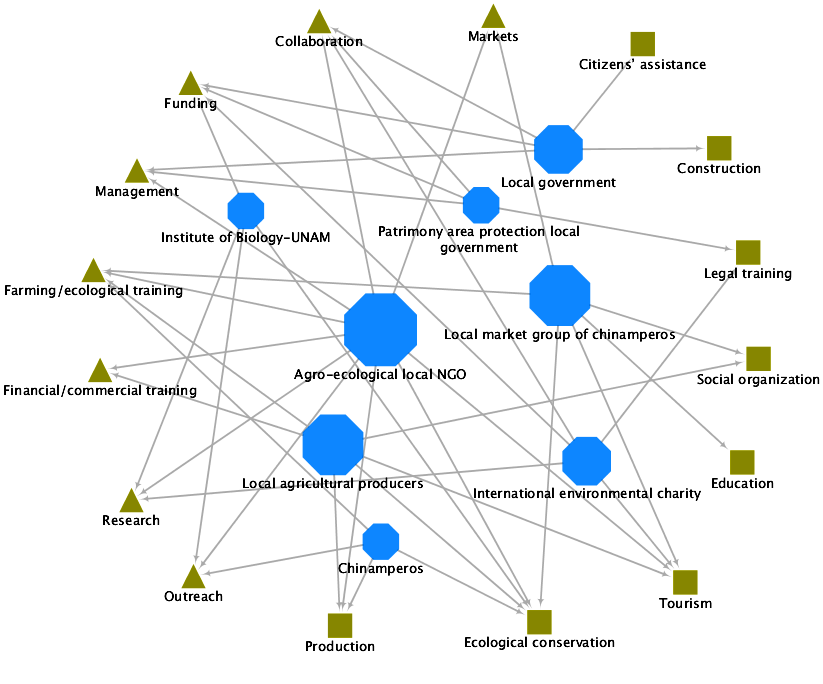 Collaboration
Markets
Citizens' assistance
Funding
Construction
Local government
Management
Institute of Biology-UNAM
Patrimony area protection local
government
Legal training
Farming/ecological training
Local market group of chinamperos
Agro-ecological local NGO
Social organization
Financial/commercial training
Local agricultural producers
International environmental charity
Education
Research
Chinamperos
Outreach
Tourism
Production
Ecological conservation